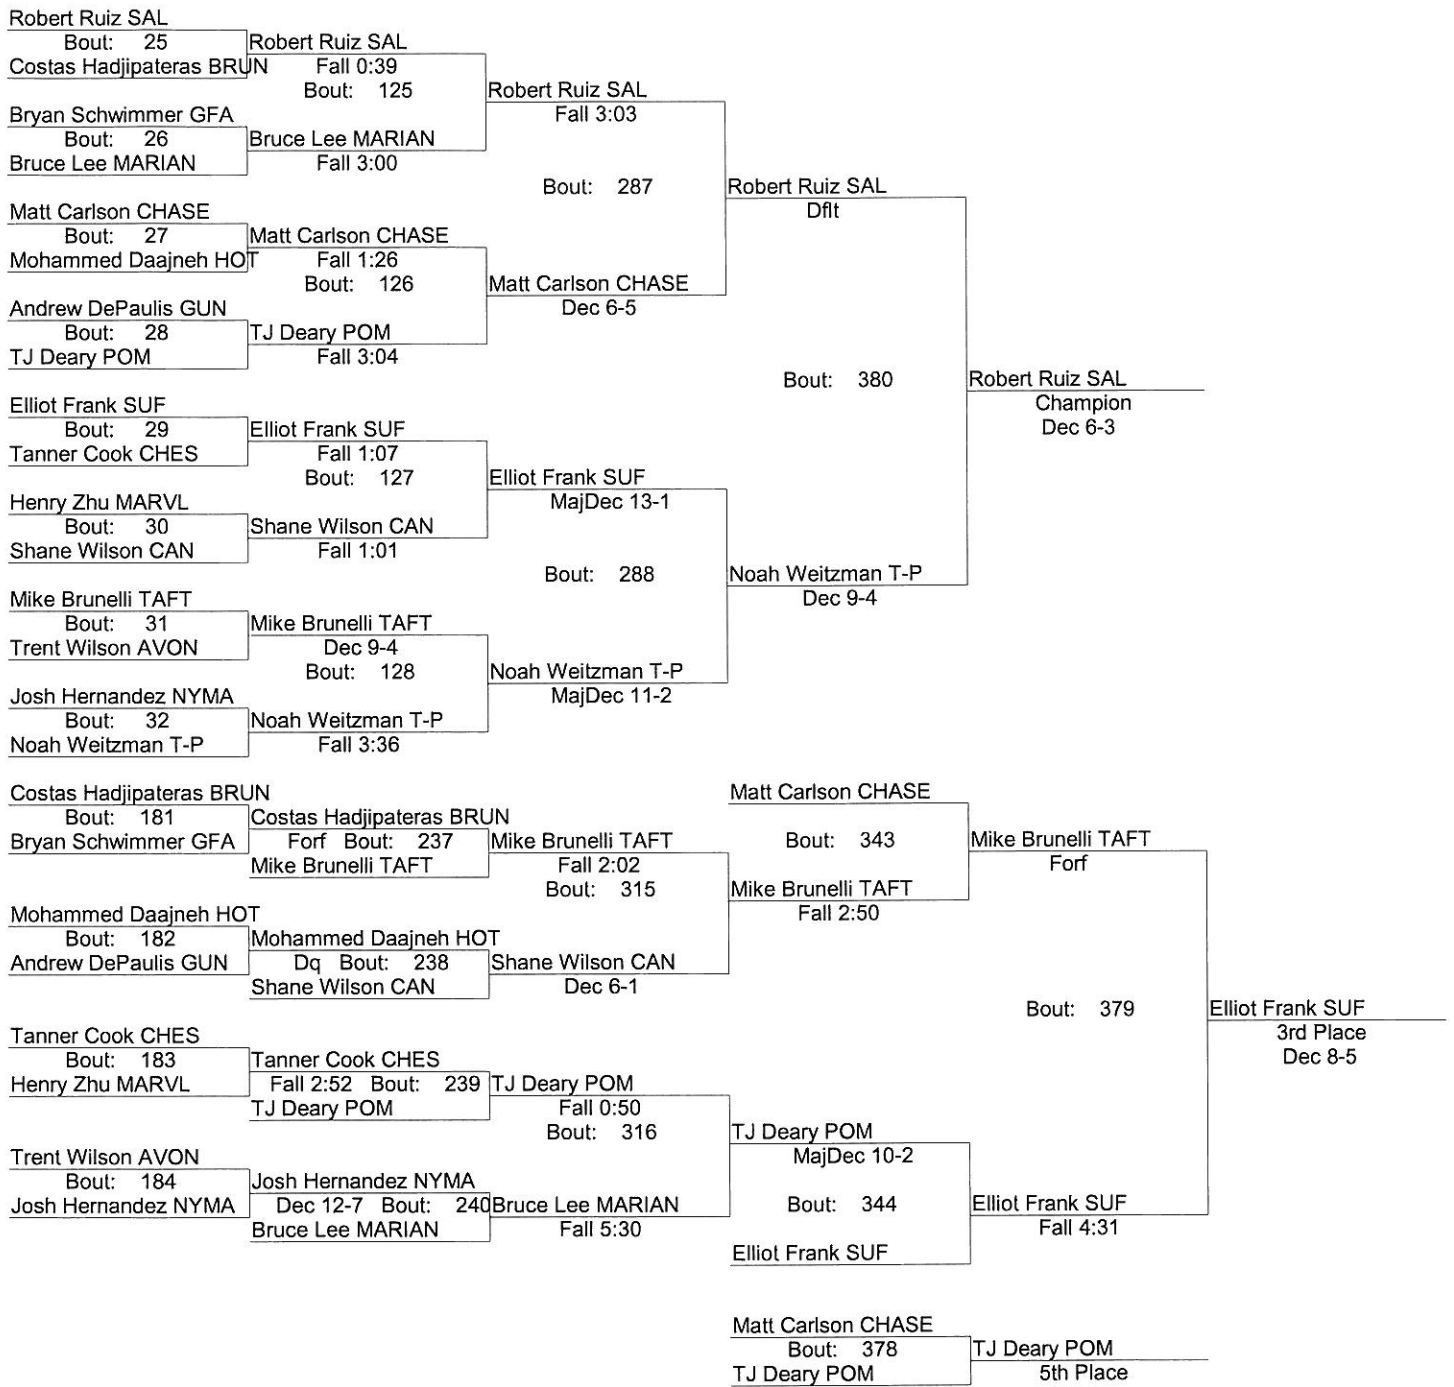 Robert Ruiz SAL
Bout: 25
Costas Hadjipateras BRUN
Bryan Schwimmer GFA
Bout: 26
Bruce Lee MARIAN
Matt Carlson CHASE
Bout: 27
Mohammed Daajneh HOT
Andrew DePaulis GUN
Bout: 28
TJ Deary POM
Elliot Frank SUF
Bout: 29
Tanner Cook CHES
Henry Zhu MARVL
Bout: 30
Shane Wilson CAN
Mike Brunelli TAFT
Bout: 31
Trent Wilson AVON
Josh Hernandez NYMA
Bout: 32
Noah Weitzman T-P
Robert Ruiz SAL
Fall 0:39
Bout: 125
Bruce Lee MARIAN
Fall 3:00
Matt Carlson CHASE
Fall 1:26
Bout: 126
TJ Deary POM
Fall 3:04
Elliot Frank SUF
Fall 1:07
Bout: 127
Shane Wilson CAN
Fall 1:01
Mike Brunelli TAFT
Dec 9-4
Bout: 128
Noah Weitzman T-P
Fall 3:36
Robert Ruiz SAL
Fall 3:03
Bout: 287
Matt Carlson CHASE
Dec 6-5
Elliot Frank SUF
MajDec 13-1
Bout: 288
Noah Weitzman T-P
MajDec 11-2
Robert Ruiz SAL
Dflt
Bout: 380
Noah Weitzman T-P
Dec 9-4
Robert Ruiz SAL
Champion
Dec 6-3
Costas Hadjipateras BRUN
Bout: 181
Bryan Schwimmer GFA
Mohammed Daajneh HOT
Bout: 182
Andrew DePaulis GUN
Tanner Cook CHES
Bout: 183
Henry Zhu MARVL
Trent Wilson AVON
Bout: 184
Josh Hernandez NYMA
Costas Hadjipateras BRUN
Forf Bout: 237
Mike Brunelli TAFT
Mohammed Daajneh HOT
Dq Bout: 238
Shane Wilson CAN
Tanner Cook CHES
Fall 2:52 Bout: 239
TJ Deary POM
Josh Hernandez NYMA
Dec 12-7 Bout: 240
Bruce Lee MARIAN
Mike Brunelli TAFT
Fall 2:02
Bout: 315
Shane Wilson CAN
Dec 6-1
TJ Deary POM
Fall 0:50
Bout: 316
Bruce Lee MARIAN
Fall 5:30
Matt Carlson CHASE
Bout: 343
Mike Brunelli TAFT
Fall 2:50
TJ Deary POM
MajDec 10-2
Bout: 344
Elliot Frank SUF
Mike Brunelli TAFT
Forf
Bout: 379
Elliot Frank SUF
Fall 4:31
Elliot Frank SUF
3rd Place
Dec 8-5
Matt Carlson CHASE
Bout: 378
TJ Deary POM
TJ Deary POM
5th Place